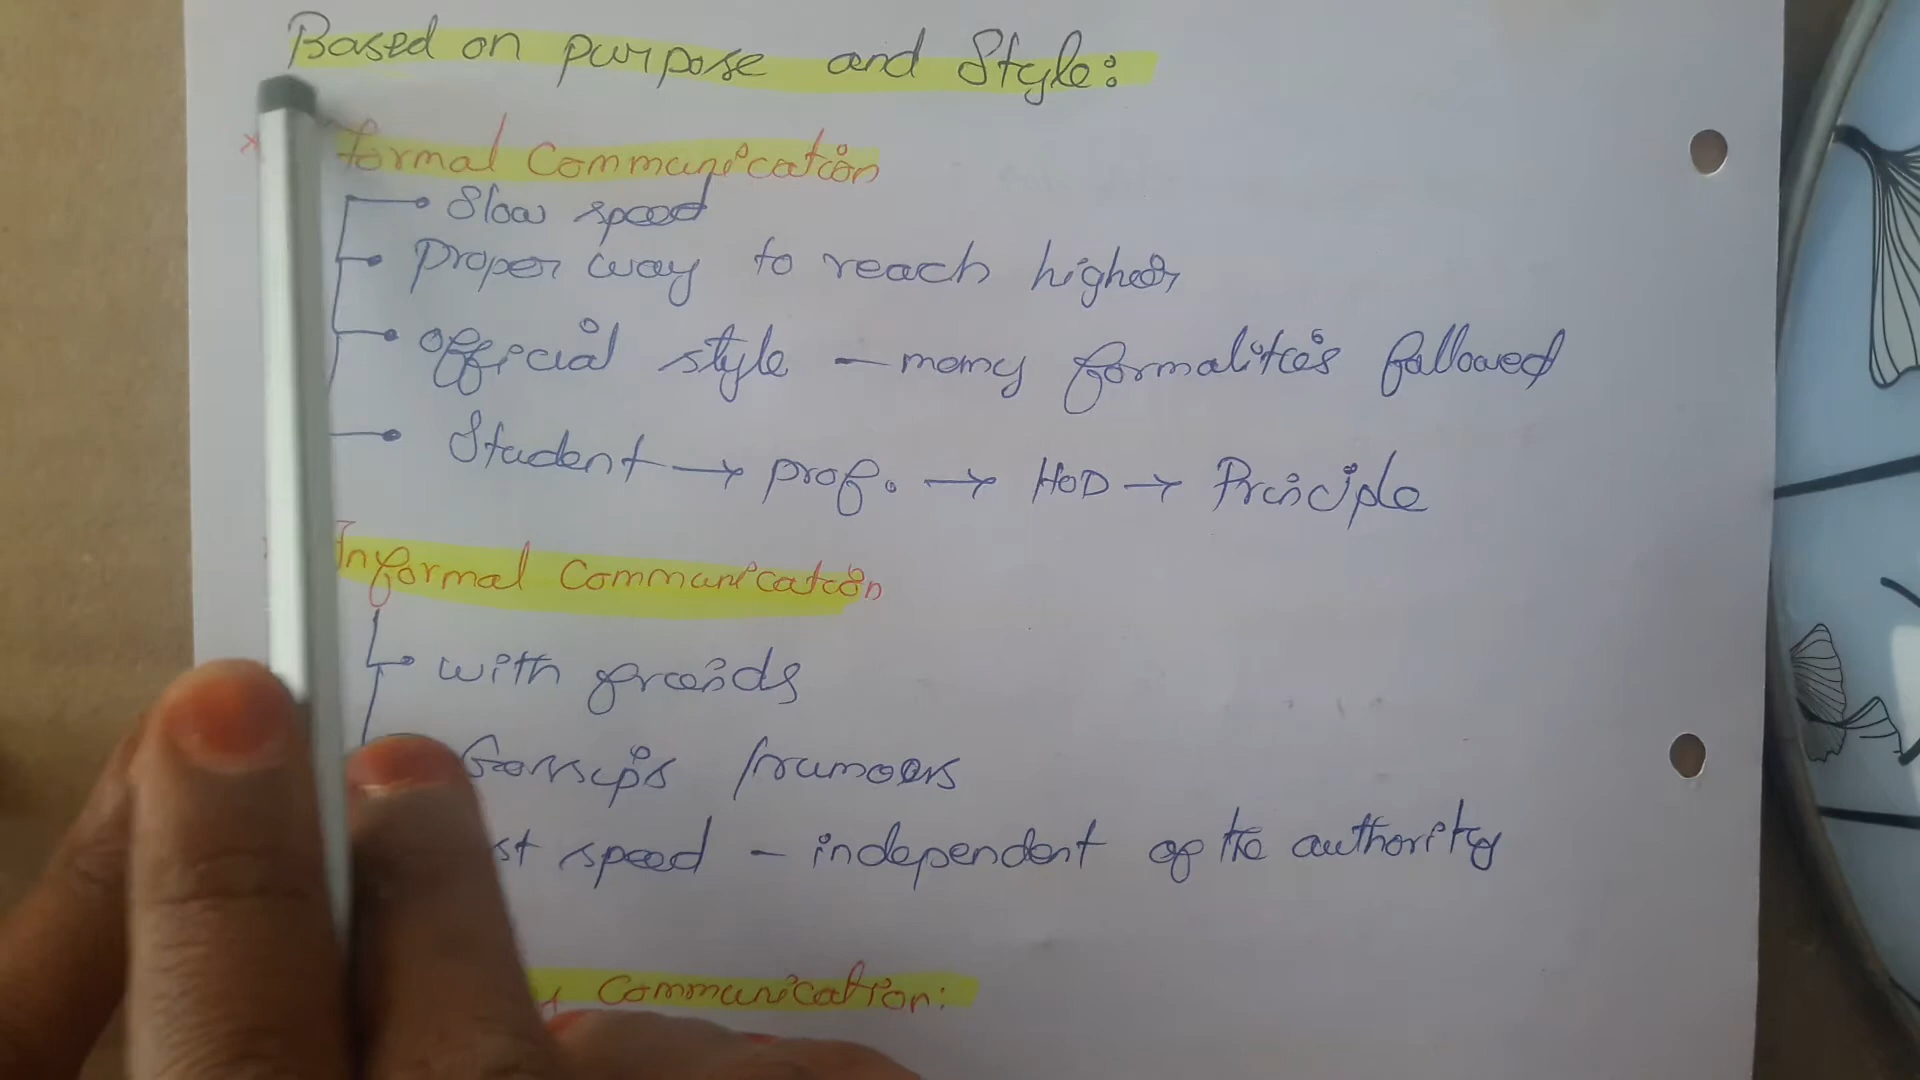 Based on purpose and Style:
formal Communication
Slow speed
Proper way to reach higher
official style - many formalities followed
Student → prof. → HOD → Principle
Informal Communication
with friends
Gossips / rumours
st speed - independent of the authority
Communication: